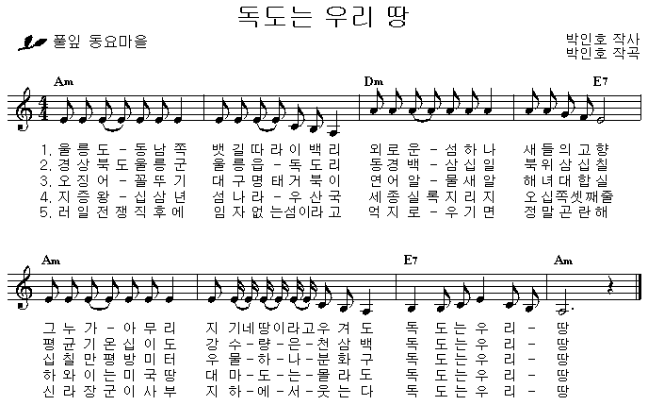 독도는 우리 땅
풀잎 동요마을
박인호 작사
박인호 작곡
Am Dm E7
4 4
1. 울릉도-동남쪽 뱃길따라이백리 외로운-섬하나 새들의고향
2. 경상북도울릉군 울릉읍-독도리 동경백-삼십일 북위삼십칠
3. 오징어-꼴뚜기 대구명태거북이 연어알-물새알 해녀대합실
4. 지증왕-십삼년 섬나라-우산국 세종실록지리지 오십쪽셋째줄
5. 러일전쟁직후에 임자없는섬이라고 억지로-우기면 정말곤란해
Am E7 Am
그누가-아무리 지기네땅이라고우겨도 독도는우리-땅
평균기온십이도 강수-량-은-천삼백 독도는우리-땅
십칠만평방미터 우물-하-나-분화구 독도는우리-땅
하와이는미국땅 대마-도-는-몰라도 독도는우리-땅
신라장군이사부 지하-에-서-웃는다 독도는우리-땅